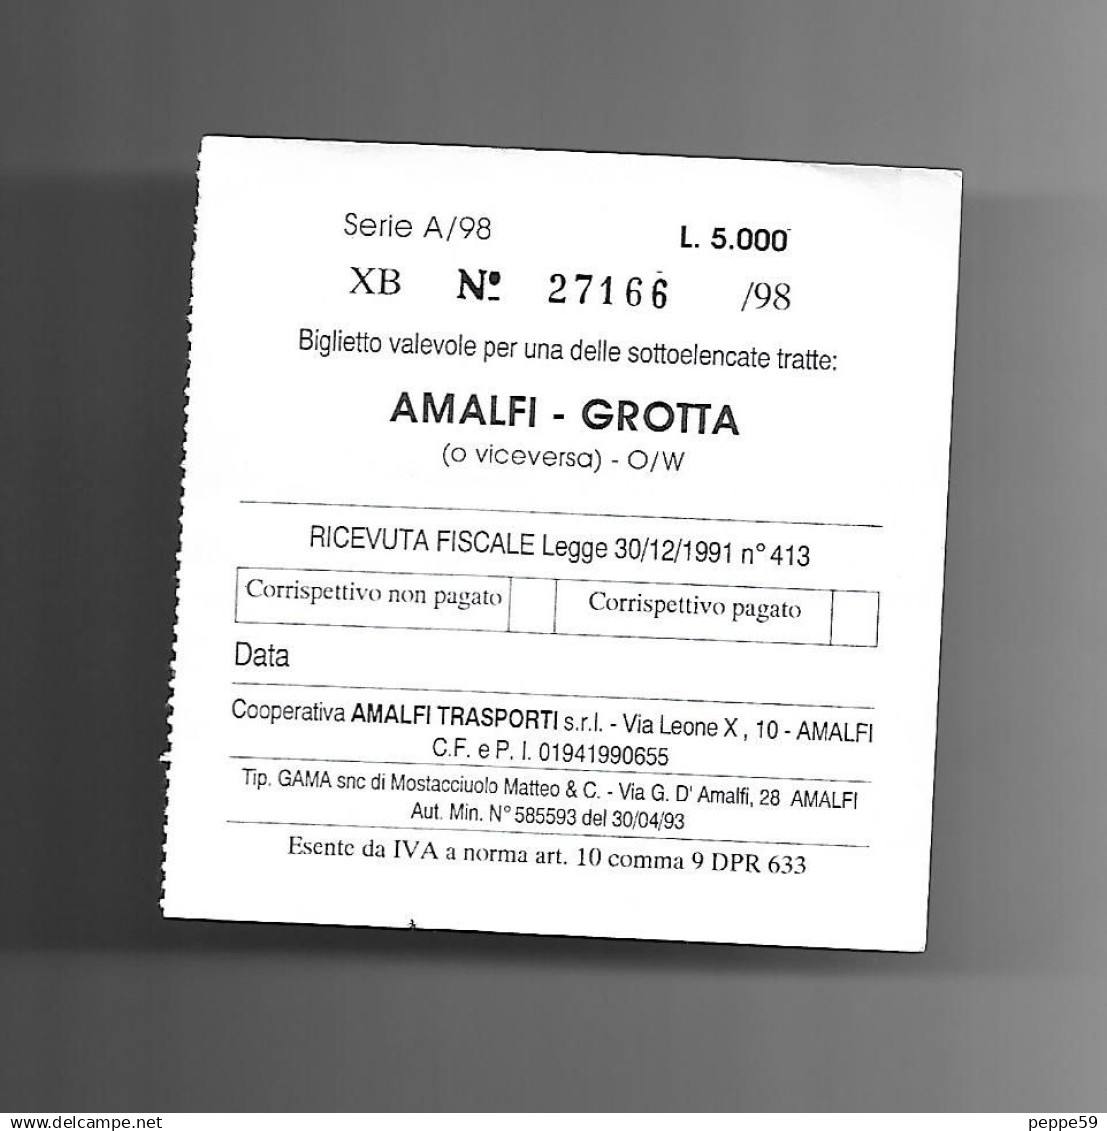 Serie A/98 L. 5.000
XB Nº 27166 /98
Biglietto valevole per una delle sottoelencate tratte:
AMALFI - GROTTA
(o viceversa) - O/W
RICEVUTA FISCALE Legge 30/12/1991 n° 413
Corrispettivo non pagato Corrispettivo pagato
Data
Cooperativa AMALFI TRASPORTI s.r.l. - Via Leone X , 10 - AMALFI
C.F. e P. I. 01941990655
Tip. GAMA snc di Mostacciuolo Matteo & C. - Via G. D' Amalfi, 28 AMALFI
Aut. Min. N° 585593 del 30/04/93
Esente da IVA a norma art. 10 comma 9 DPR 633
delcampe.net peppe59